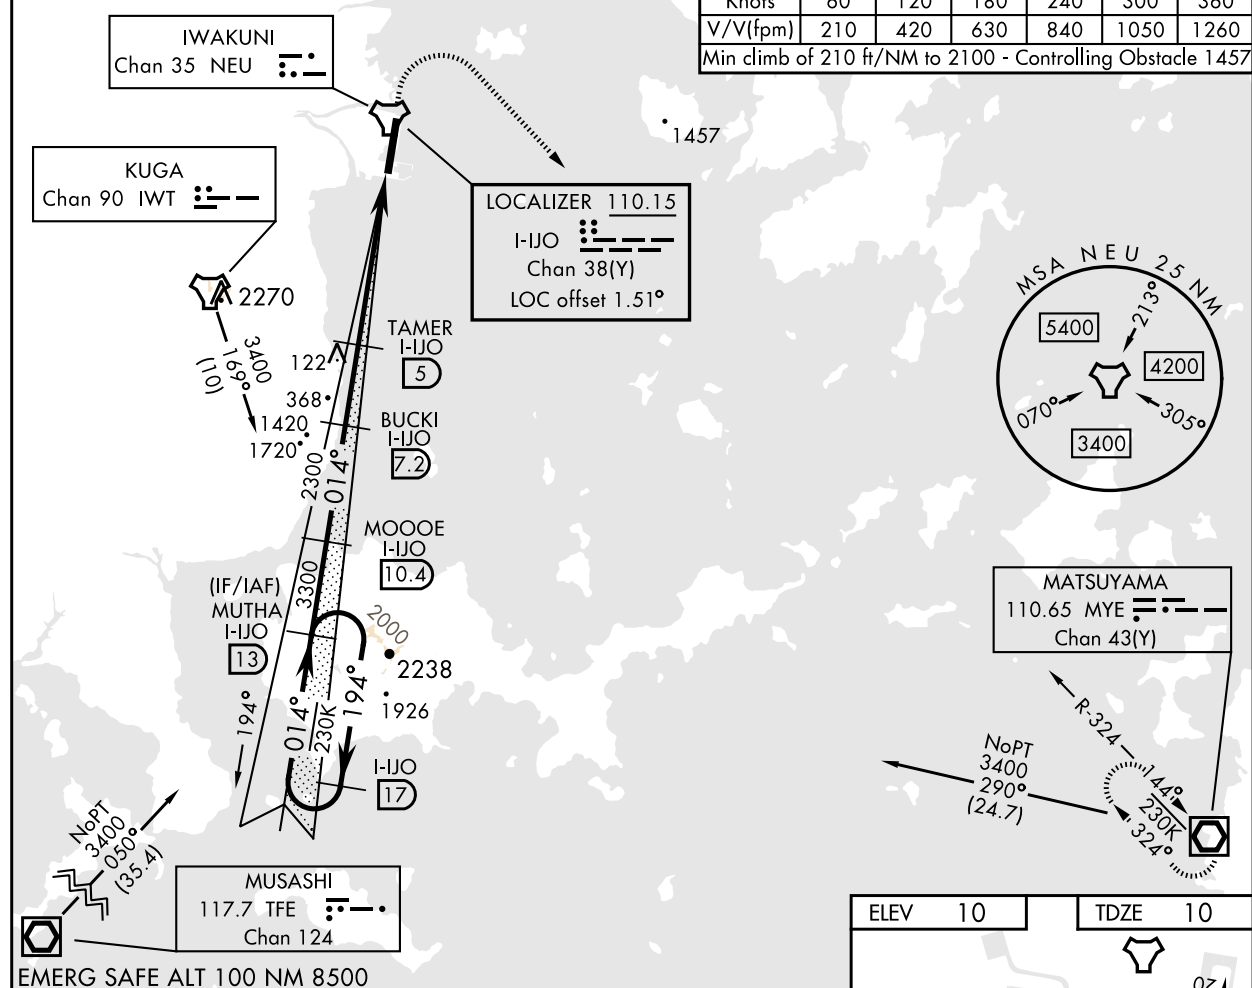 Knots 60 120 180 240 300 360
V/V(fpm) 210 420 630 840 1050 1260
Min climb of 210 ft/NM to 2100 - Controlling Obstacle 1457
IWAKUNI
Chan 35 NEU
1457
KUGA
Chan 90 IWT
LOCALIZER 110.15
I-IJO
Chan 38(Y)
LOC offset 1.51°
MSA NEU 25 NM
213°
5400
4200
070°
305°
3400
2270
3400
169°
(10)
TAMER
I-IJO
5
122
368
1420
1720
BUCKI
I-IJO
7.2
2300
014°
MOOOE
I-IJO
10.4
3300
(IF/IAF)
MUTHA
I-IJO
13
2000
2238
1926
194°
014°
230K
194°
I-IJO
17
MATSUYAMA
110.65 MYE
Chan 43(Y)
R-324
NoPT
3400
290°
(24.7)
144°
230K
324°
NoPT
3400
050°
(35.4)
MUSASHI
117.7 TFE
Chan 124
EMERG SAFE ALT 100 NM 8500
ELEV 10
TDZE 10
20